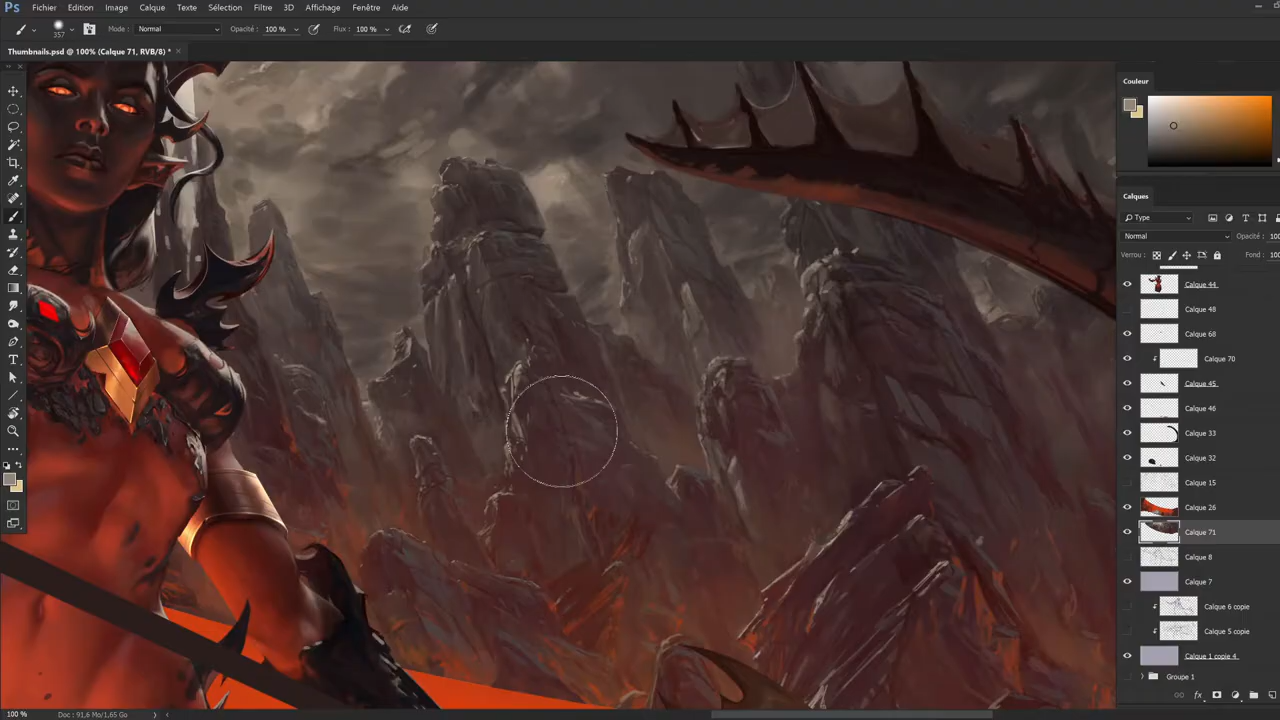 Ps Fichier Edition Image Calque Texte Sélection Filtre 3D Affichage Fenêtre Aide
357 Mode : Normal Opacité : 100 % Flux : 100 %
Thumbnails.psd @ 100% (Calque 71, RVB/8) * ×
Couleur
Calques
Type
Normal Opacité : 100
Verrou : Fond : 100
Calque 44
Calque 48
Calque 68
Calque 70
Calque 45
Calque 46
Calque 33
Calque 32
Calque 15
Calque 26
Calque 71
Calque 8
Calque 7
Calque 6 copie
Calque 5 copie
Calque 1 copie 4
Groupe 1
fx
100 % Doc : 91,6 Mo/1,65 Go